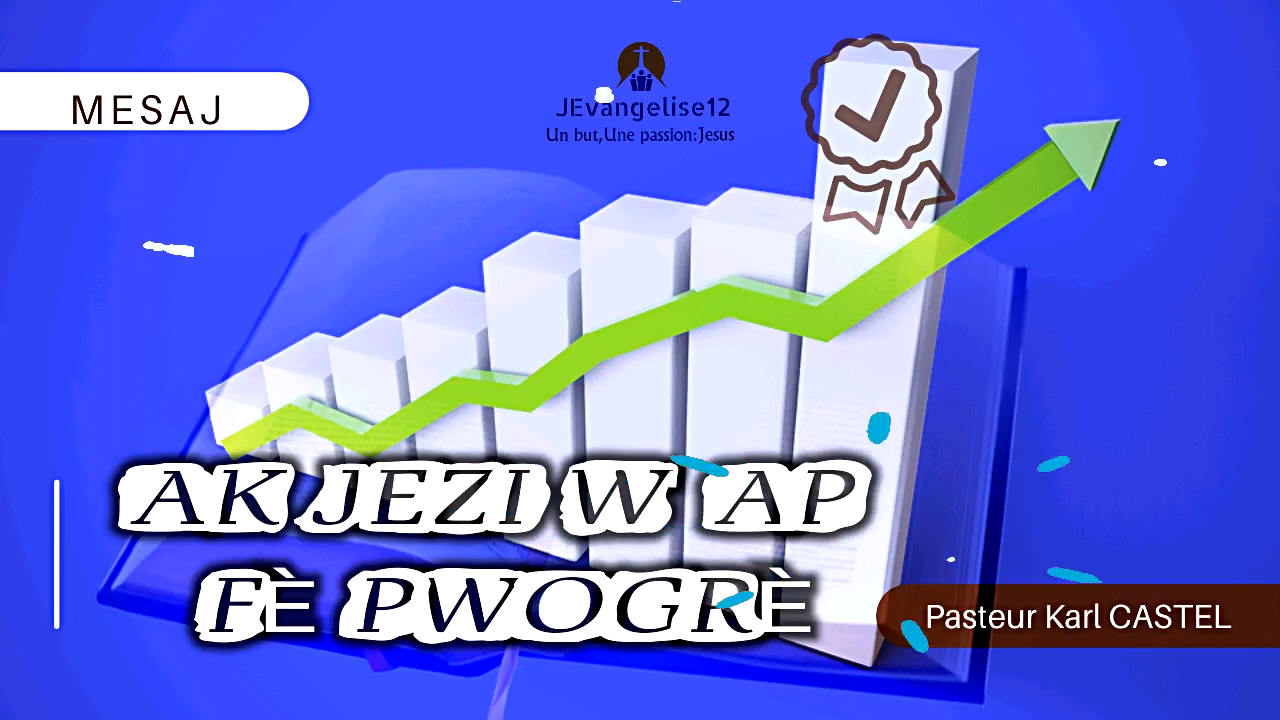 MESAJ
JEvangelise12
Un but,Une passion:Jesus
AK JEZI W AP
FÈ PWOGRÈ
Pasteur Karl CASTEL